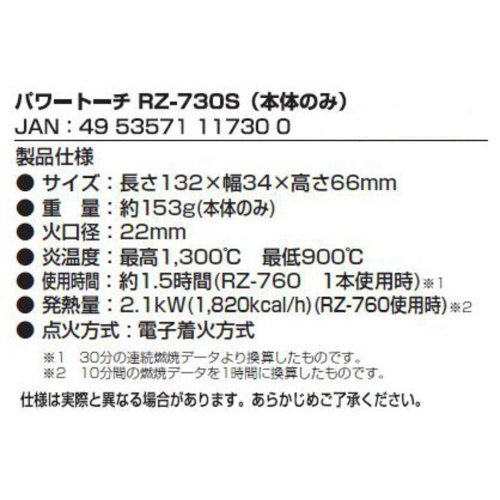 パワートーチ RZ-730S（本体のみ）
JAN：49 53571 11730 0
製品仕様
● サイズ：長さ132×幅34×高さ66mm
● 重　量：約153g(本体のみ)
● 火口径：22mm
● 炎温度：最高1,300℃　最低900℃
● 使用時間：約1.5時間(RZ-760　1本使用時)※1
● 発熱量：2.1kW(1,820kcal/h)(RZ-760使用時)※2
● 点火方式：電子着火方式
※1　30分の連続燃焼データより換算したものです。
※2　10分間の燃焼データを1時間に換算したものです。
仕様は実際と異なる場合があります。あらかじめご了承ください。